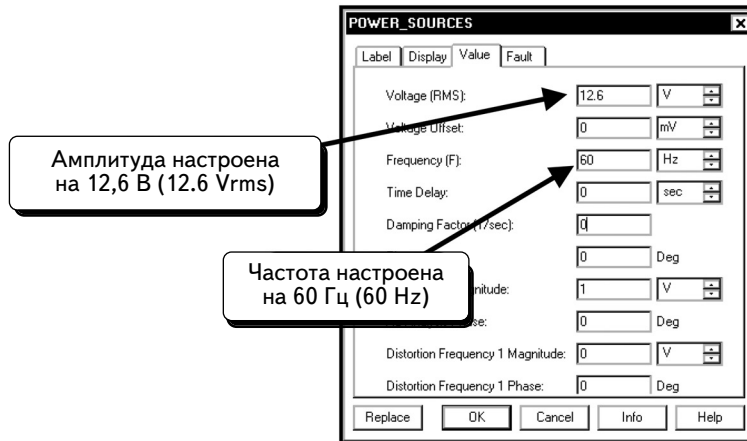 POWER_SOURCES
Label Display Value Fault
Voltage (RMS): 12.6 V
Voltage Offset: 0 mV
Frequency (F): 60 Hz
Time Delay: 0 sec
Damping Factor (1/sec): 0
0 Deg
1 V
0 Deg
Distortion Frequency 1 Magnitude: 0 V
Distortion Frequency 1 Phase: 0 Deg
Replace OK Cancel Info Help
Амплитуда настроена
на 12,6 В (12.6 Vrms)
Частота настроена
на 60 Гц (60 Hz)